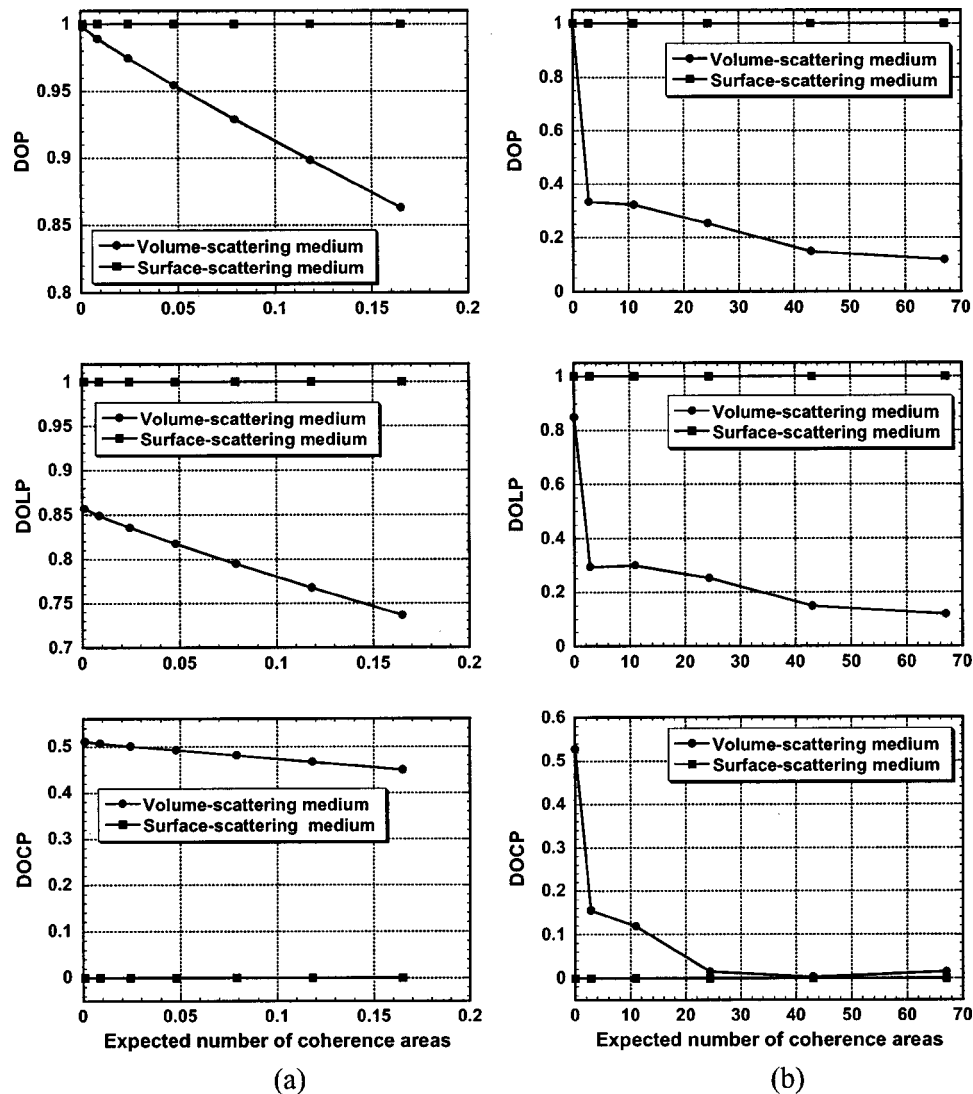 DOP
1
0.95
0.9
0.85
0.8
Volume-scattering medium
Surface-scattering medium
0 0.05 0.1 0.15 0.2
DOP
1
0.8
0.6
0.4
0.2
0
Volume-scattering medium
Surface-scattering medium
0 10 20 30 40 50 60 70
DOLP
1
0.95
0.9
0.85
0.8
0.75
0.7
Volume-scattering medium
Surface-scattering medium
0 0.05 0.1 0.15 0.2
DOLP
1
0.8
0.6
0.4
0.2
0
Volume-scattering medium
Surface-scattering medium
0 10 20 30 40 50 60 70
DOCP
0.5
0.4
0.3
0.2
0.1
0
Volume-scattering medium
Surface-scattering medium
0 0.05 0.1 0.15 0.2
Expected number of coherence areas
(a)
DOCP
0.6
0.5
0.4
0.3
0.2
0.1
0
Volume-scattering medium
Surface-scattering medium
0 10 20 30 40 50 60 70
Expected number of coherence areas
(b)